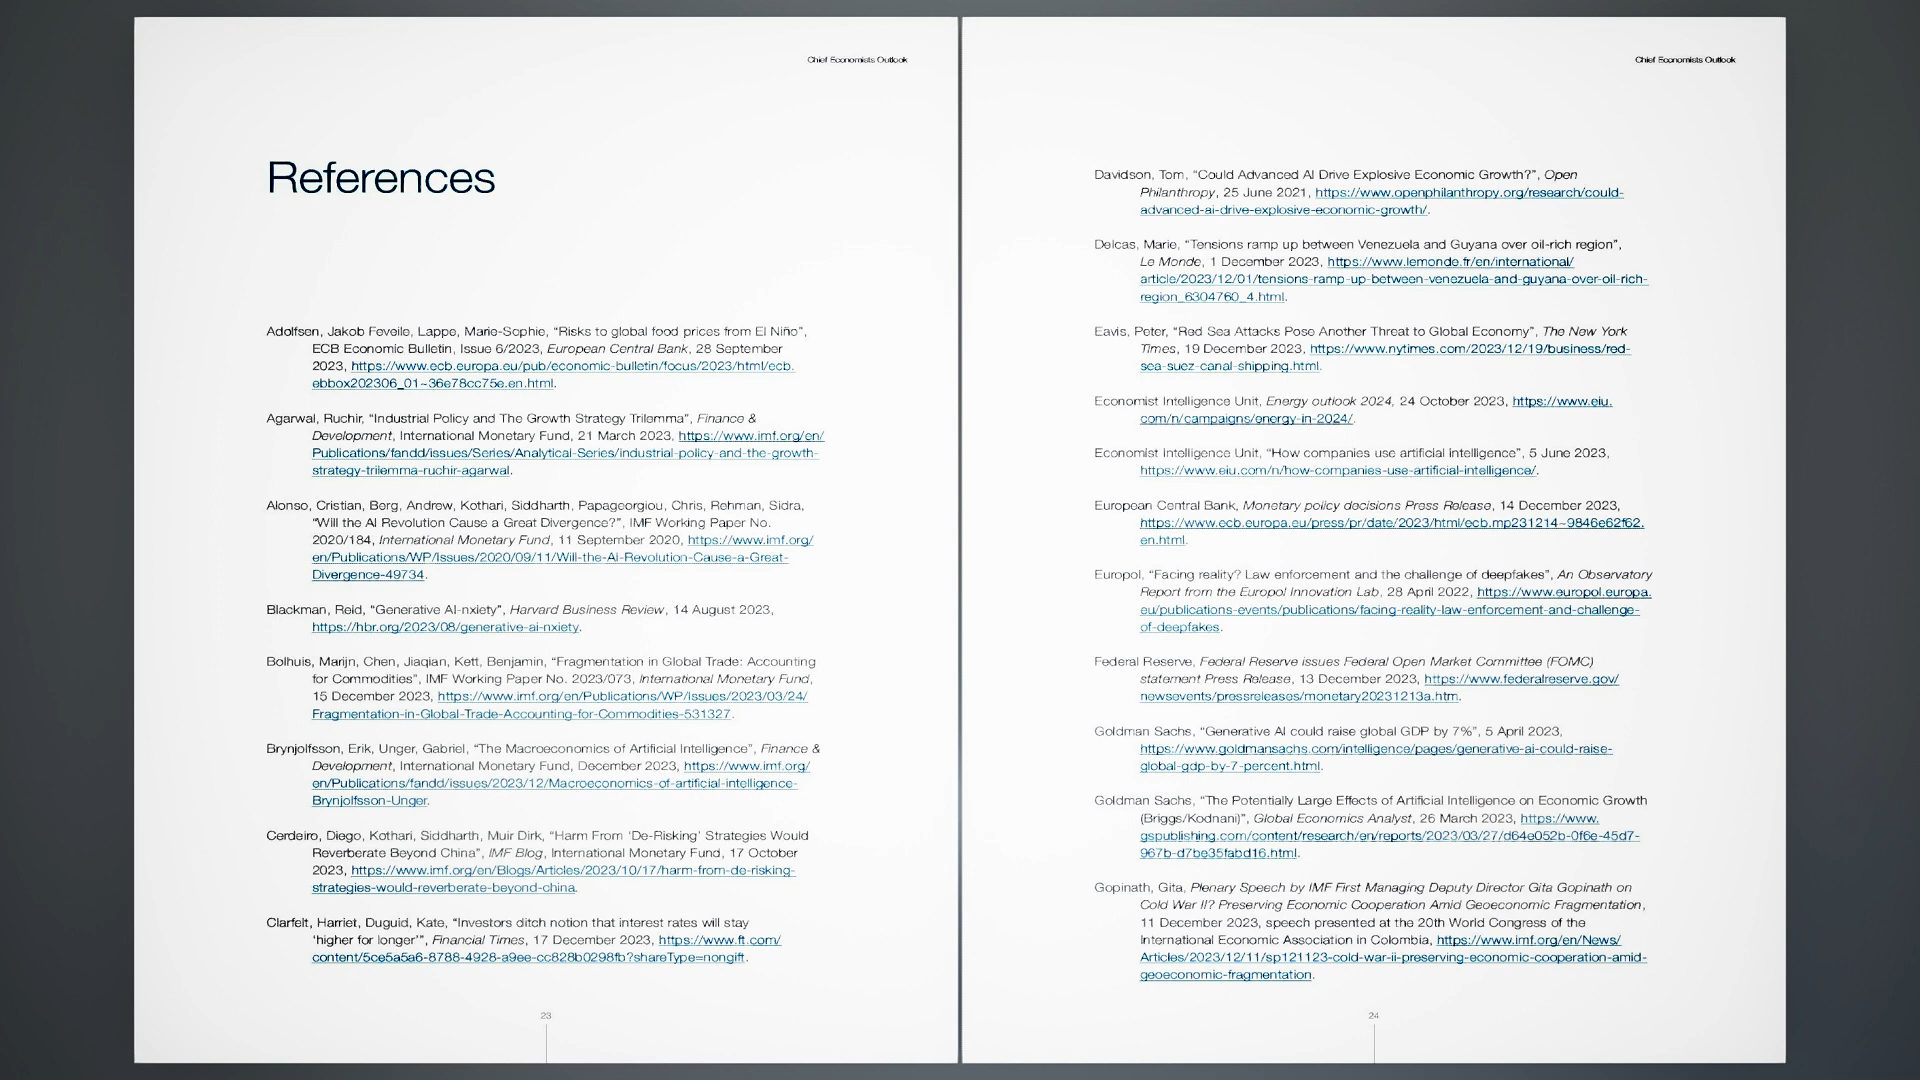 Chief Economists Outlook
References
Adolfsen, Jakob Feveile, Lappe, Marie-Sophie, “Risks to global food prices from El Niño”,
ECB Economic Bulletin, Issue 6/2023, European Central Bank, 28 September
2023, https://www.ecb.europa.eu/pub/economic-bulletin/focus/2023/html/ecb.
ebbox202306_01~36e78cc75e.en.html.
Agarwal, Ruchir, “Industrial Policy and The Growth Strategy Trilemma”, Finance &
Development, International Monetary Fund, 21 March 2023, https://www.imf.org/en/
Publications/fandd/issues/Series/Analytical-Series/industrial-policy-and-the-growth-
strategy-trilemma-ruchir-agarwal.
Alonso, Cristian, Berg, Andrew, Kothari, Siddharth, Papageorgiou, Chris, Rehman, Sidra,
“Will the AI Revolution Cause a Great Divergence?”, IMF Working Paper No.
2020/184, International Monetary Fund, 11 September 2020, https://www.imf.org/
en/Publications/WP/Issues/2020/09/11/Will-the-AI-Revolution-Cause-a-Great-
Divergence-49734.
Blackman, Reid, “Generative AI-nxiety”, Harvard Business Review, 14 August 2023,
https://hbr.org/2023/08/generative-ai-nxiety.
Bolhuis, Marijn, Chen, Jiaqian, Kett, Benjamin, “Fragmentation in Global Trade: Accounting
for Commodities”, IMF Working Paper No. 2023/073, International Monetary Fund,
15 December 2023, https://www.imf.org/en/Publications/WP/Issues/2023/03/24/
Fragmentation-in-Global-Trade-Accounting-for-Commodities-531327.
Brynjolfsson, Erik, Unger, Gabriel, “The Macroeconomics of Artificial Intelligence”, Finance &
Development, International Monetary Fund, December 2023, https://www.imf.org/
en/Publications/fandd/issues/2023/12/Macroeconomics-of-artificial-intelligence-
Brynjolfsson-Unger.
Cerdeiro, Diego, Kothari, Siddharth, Muir Dirk, “Harm From ‘De-Risking’ Strategies Would
Reverberate Beyond China”, IMF Blog, International Monetary Fund, 17 October
2023, https://www.imf.org/en/Blogs/Articles/2023/10/17/harm-from-de-risking-
strategies-would-reverberate-beyond-china.
Clarfelt, Harriet, Duguid, Kate, “Investors ditch notion that interest rates will stay
‘higher for longer’”, Financial Times, 17 December 2023, https://www.ft.com/
content/5ce5a5a6-8788-4928-a9ee-cc828b0298fb?shareType=nongift.
23
Chief Economists Outlook
Davidson, Tom, “Could Advanced AI Drive Explosive Economic Growth?”, Open
Philanthropy, 25 June 2021, https://www.openphilanthropy.org/research/could-
advanced-ai-drive-explosive-economic-growth/.
Delcas, Marie, “Tensions ramp up between Venezuela and Guyana over oil-rich region”,
Le Monde, 1 December 2023, https://www.lemonde.fr/en/international/
article/2023/12/01/tensions-ramp-up-between-venezuela-and-guyana-over-oil-rich-
region_6304760_4.html.
Eavis, Peter, “Red Sea Attacks Pose Another Threat to Global Economy”, The New York
Times, 19 December 2023, https://www.nytimes.com/2023/12/19/business/red-
sea-suez-canal-shipping.html.
Economist Intelligence Unit, Energy outlook 2024, 24 October 2023, https://www.eiu.
com/n/campaigns/energy-in-2024/.
Economist Intelligence Unit, “How companies use artificial intelligence”, 5 June 2023,
https://www.eiu.com/n/how-companies-use-artificial-intelligence/.
European Central Bank, Monetary policy decisions Press Release, 14 December 2023,
https://www.ecb.europa.eu/press/pr/date/2023/html/ecb.mp231214~9846e62f62.
en.html.
Europol, “Facing reality? Law enforcement and the challenge of deepfakes”, An Observatory
Report from the Europol Innovation Lab, 28 April 2022, https://www.europol.europa.
eu/publications-events/publications/facing-reality-law-enforcement-and-challenge-
of-deepfakes.
Federal Reserve, Federal Reserve issues Federal Open Market Committee (FOMC)
statement Press Release, 13 December 2023, https://www.federalreserve.gov/
newsevents/pressreleases/monetary20231213a.htm.
Goldman Sachs, “Generative AI could raise global GDP by 7%”, 5 April 2023,
https://www.goldmansachs.com/intelligence/pages/generative-ai-could-raise-
global-gdp-by-7-percent.html.
Goldman Sachs, “The Potentially Large Effects of Artificial Intelligence on Economic Growth
(Briggs/Kodnani)”, Global Economics Analyst, 26 March 2023, https://www.
gspublishing.com/content/research/en/reports/2023/03/27/d64e052b-0f6e-45d7-
967b-d7be35fabd16.html.
Gopinath, Gita, Plenary Speech by IMF First Managing Deputy Director Gita Gopinath on
Cold War II? Preserving Economic Cooperation Amid Geoeconomic Fragmentation,
11 December 2023, speech presented at the 20th World Congress of the
International Economic Association in Colombia, https://www.imf.org/en/News/
Articles/2023/12/11/sp121123-cold-war-ii-preserving-economic-cooperation-amid-
geoeconomic-fragmentation.
24